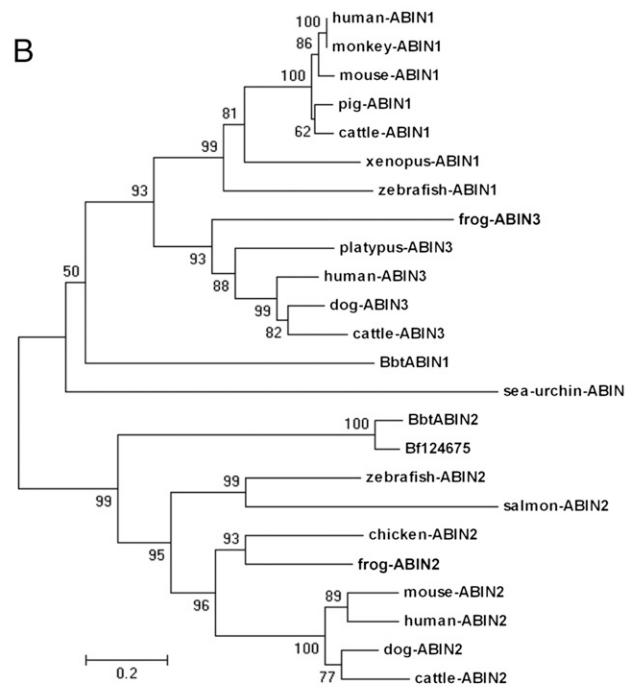 B
100
human-ABIN1
86
monkey-ABIN1
mouse-ABIN1
100
pig-ABIN1
62
cattle-ABIN1
81
xenopus-ABIN1
99
zebrafish-ABIN1
93
frog-ABIN3
93
platypus-ABIN3
88
human-ABIN3
99
dog-ABIN3
82
cattle-ABIN3
50
BbtABIN1
sea-urchin-ABIN
100
BbtABIN2
Bf124675
99
zebrafish-ABIN2
99
salmon-ABIN2
95
93
chicken-ABIN2
frog-ABIN2
96
89
mouse-ABIN2
human-ABIN2
100
dog-ABIN2
77
cattle-ABIN2
0.2